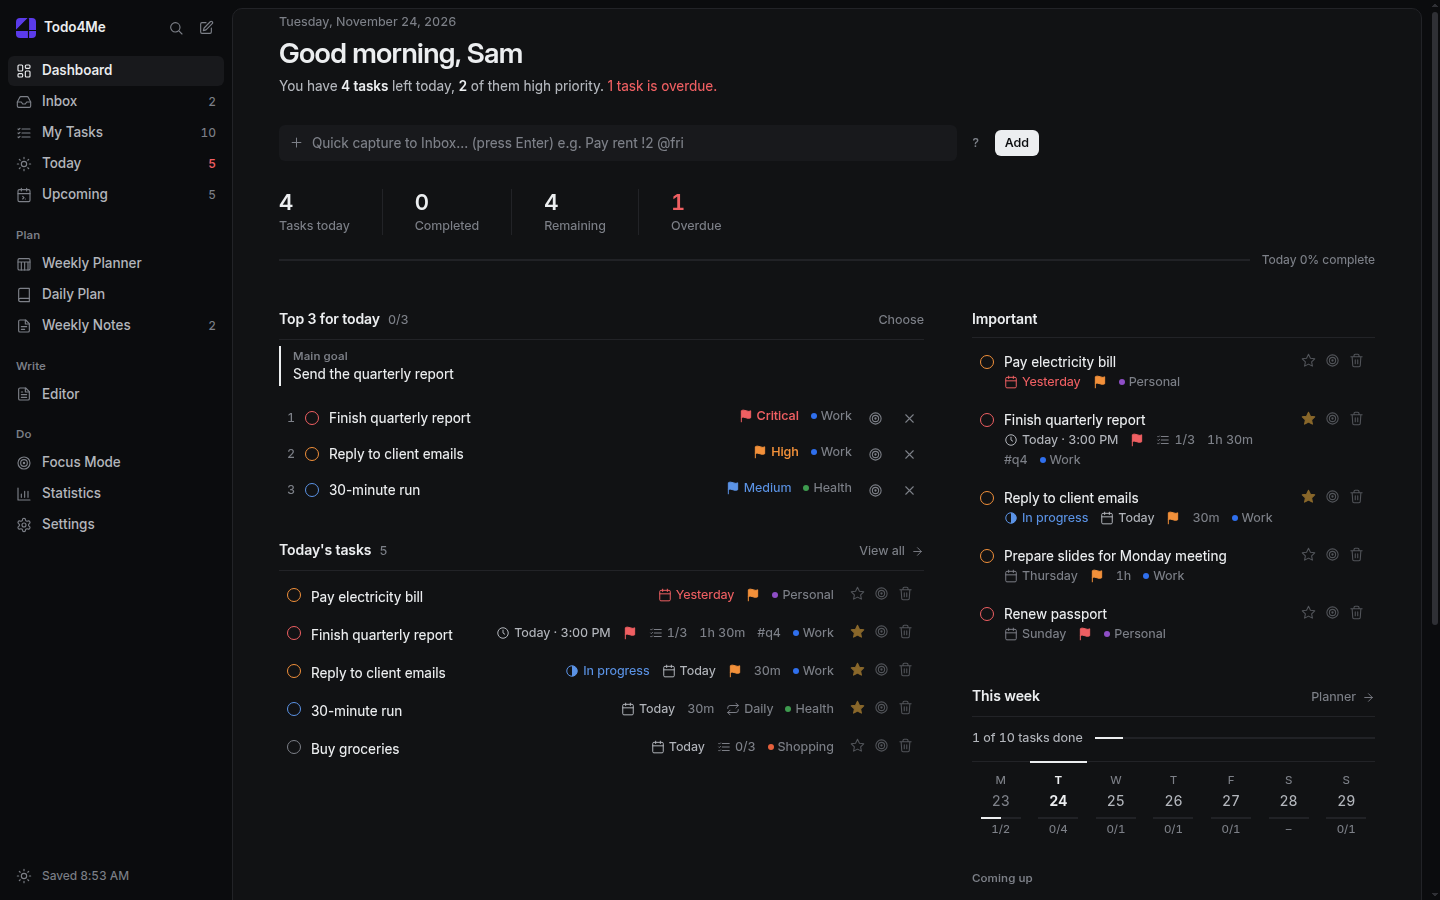 Todo4Me
Dashboard
Inbox 2
My Tasks 10
Today 5
Upcoming 5
Plan
Weekly Planner
Daily Plan
Weekly Notes 2
Write
Editor
Do
Focus Mode
Statistics
Settings
Saved 8:53 AM
Tuesday, November 24, 2026
Good morning, Sam
You have 4 tasks left today, 2 of them high priority. 1 task is overdue.
Quick capture to Inbox... (press Enter) e.g. Pay rent !2 @fri ? Add
4 0 4 1
Tasks today Completed Remaining Overdue
Today 0% complete
Top 3 for today 0/3 Choose
Main goal
Send the quarterly report
1 Finish quarterly report Critical Work
2 Reply to client emails High Work
3 30-minute run Medium Health
Today's tasks 5 View all →
Pay electricity bill Yesterday Personal
Finish quarterly report Today · 3:00 PM 1/3 1h 30m #q4 Work
Reply to client emails In progress Today 30m Work
30-minute run Today 30m Daily Health
Buy groceries Today 0/3 Shopping
Important
Pay electricity bill
Yesterday Personal
Finish quarterly report
Today · 3:00 PM 1/3 1h 30m
#q4 Work
Reply to client emails
In progress Today 30m Work
Prepare slides for Monday meeting
Thursday 1h Work
Renew passport
Sunday Personal
This week Planner →
1 of 10 tasks done
M T W T F S S
23 24 25 26 27 28 29
1/2 0/4 0/1 0/1 0/1 – 0/1
Coming up